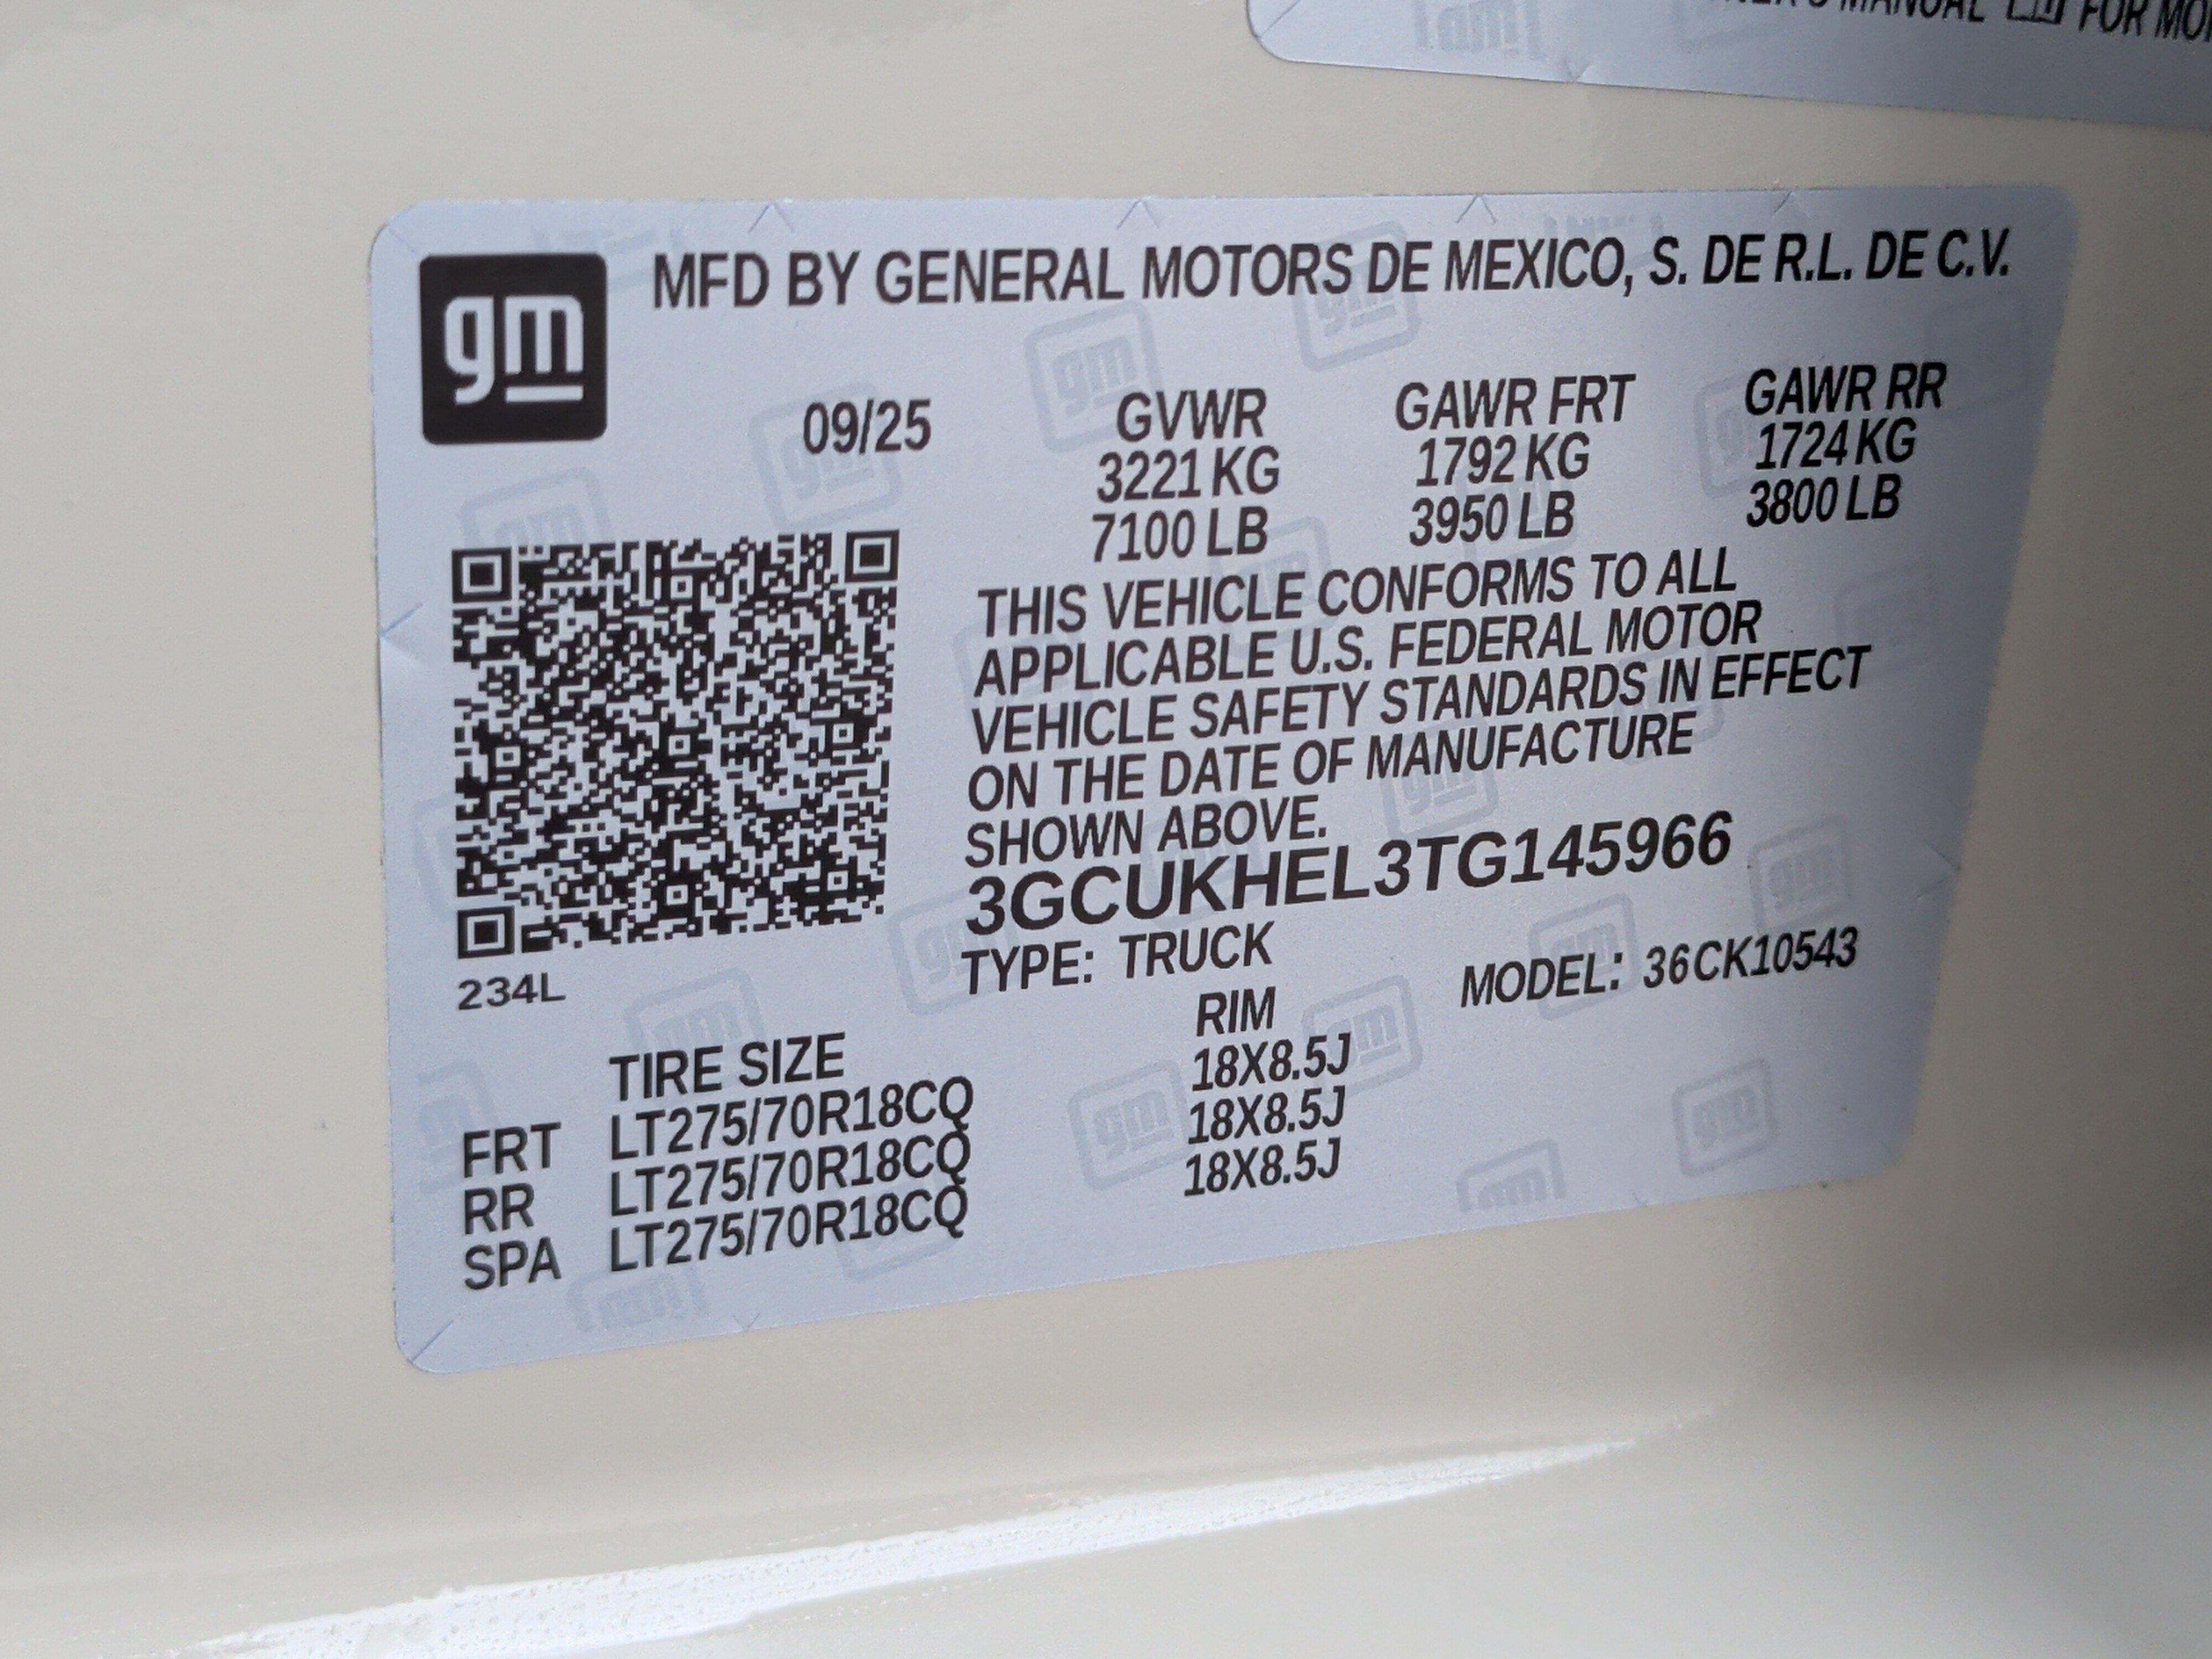 MANUAL FOR
gm
MFD BY GENERAL MOTORS DE MEXICO, S. DE R.L. DE C.V.
09/25
GVWR GAWR FRT GAWR RR
3221 KG 1792 KG 1724 KG
7100 LB 3950 LB 3800 LB
THIS VEHICLE CONFORMS TO ALL
APPLICABLE U.S. FEDERAL MOTOR
VEHICLE SAFETY STANDARDS IN EFFECT
ON THE DATE OF MANUFACTURE
SHOWN ABOVE.
3GCUKHEL3TG145966
TYPE: TRUCK MODEL: 36CK10543
234L
TIRE SIZE RIM
FRT LT275/70R18CQ 18X8.5J
RR LT275/70R18CQ 18X8.5J
SPA LT275/70R18CQ 18X8.5J